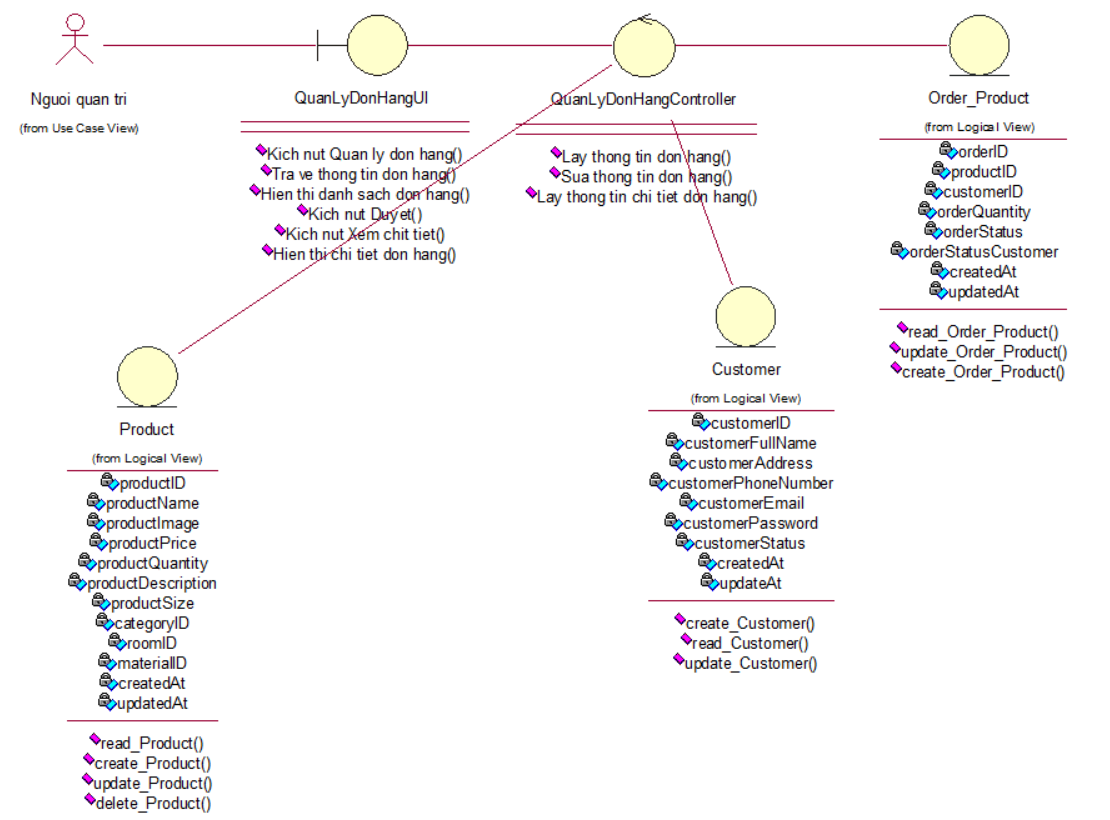 Nguoi quan tri
(from Use Case View)
QuanLyDonHangUI
Kich nut Quan ly don hang()
Tra ve thong tin don hang()
Hien thi danh sach don hang()
Kich nut Duyet()
Kich nut Xem chit tiet()
Hien thi chi tiet don hang()
QuanLyDonHangController
Lay thong tin don hang()
Sua thong tin don hang()
Lay thong tin chi tiet don hang()
Order_Product
(from Logical View)
orderID
productID
customerID
orderQuantity
orderStatus
orderStatusCustomer
createdAt
updatedAt
read_Order_Product()
update_Order_Product()
create_Order_Product()
Product
(from Logical View)
productID
productName
productImage
productPrice
productQuantity
productDescription
productSize
categoryID
roomID
materialID
createdAt
updatedAt
read_Product()
create_Product()
update_Product()
delete_Product()
Customer
(from Logical View)
customerID
customerFullName
customerAddress
customerPhoneNumber
customerEmail
customerPassword
customerStatus
createdAt
updateAt
create_Customer()
read_Customer()
update_Customer()